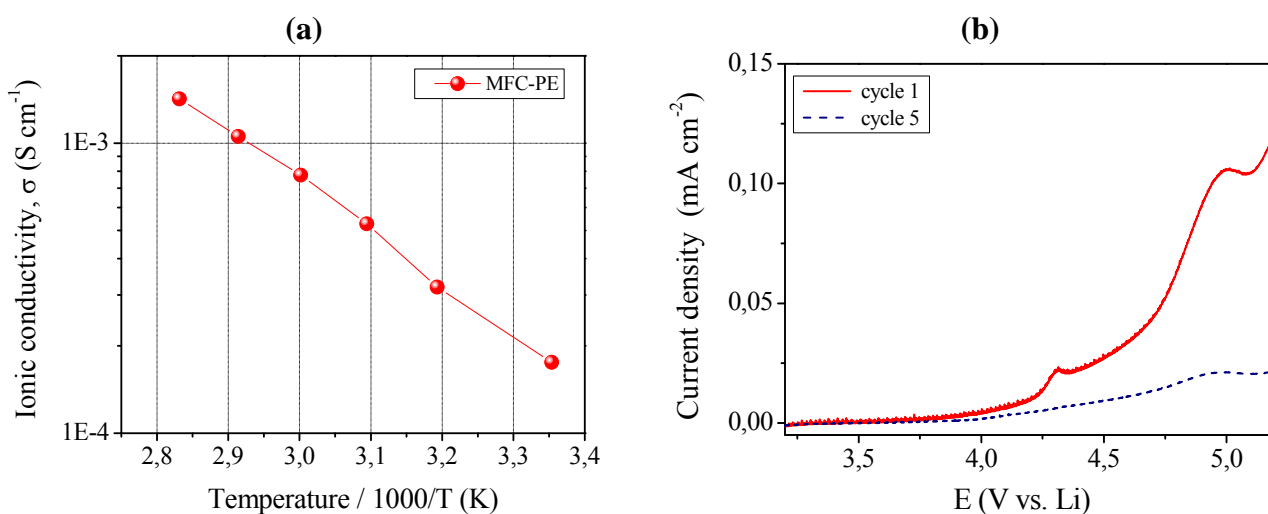 (a)
Ionic conductivity, σ (S cm⁻¹)
1E-3
1E-4
MFC-PE
2,8 2,9 3,0 3,1 3,2 3,3 3,4
Temperature / 1000/T (K)
(b)
Current density (mA cm⁻²)
0,15
0,10
0,05
0,00
cycle 1
cycle 5
3,5 4,0 4,5 5,0
E (V vs. Li)